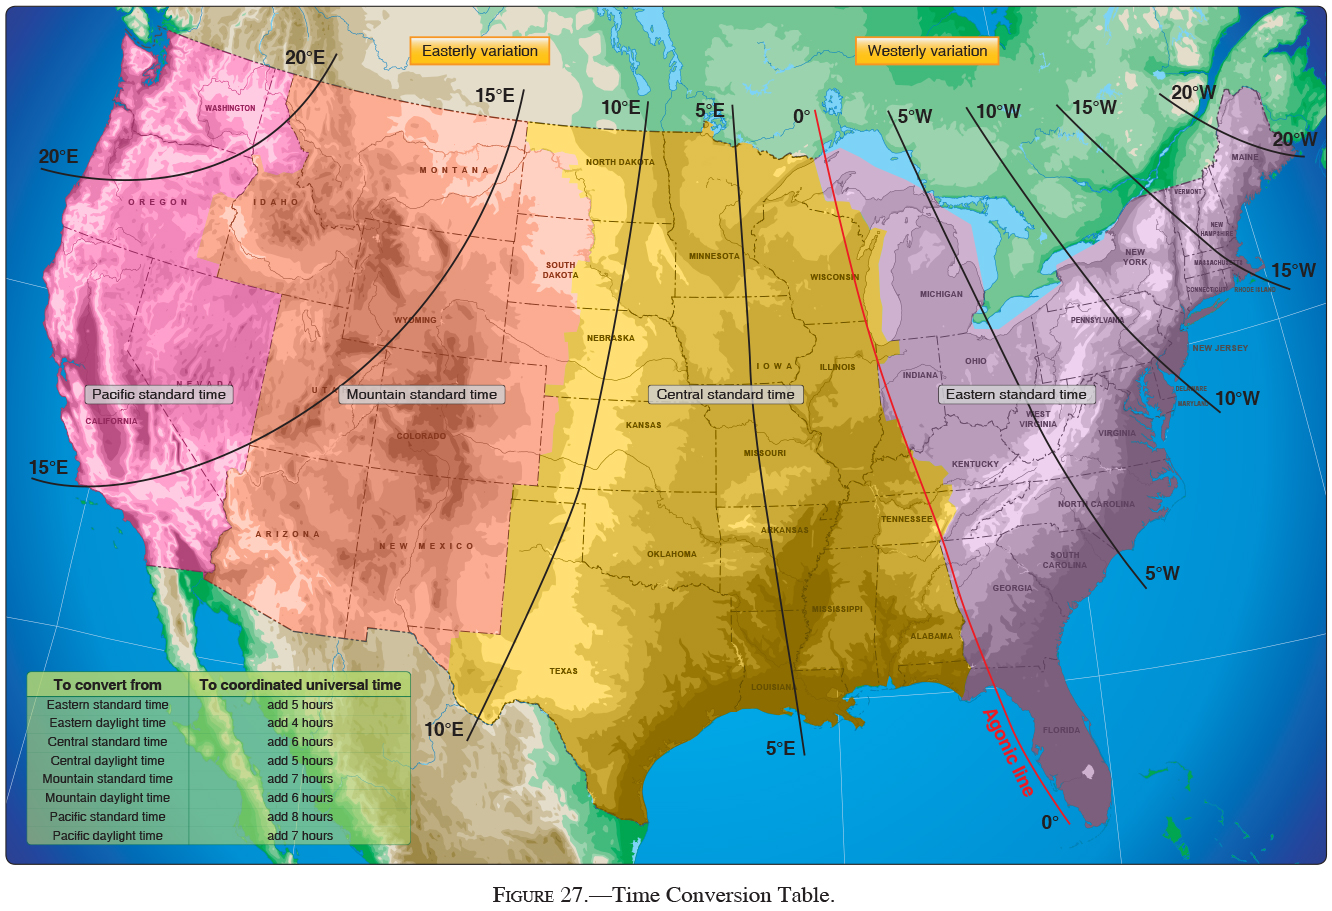 Easterly variation
Westerly variation
20°E
15°E
10°E
5°E
0°
5°W
10°W
15°W
20°W
20°W
20°E
WASHINGTON
MONTANA
NORTH DAKOTA
MAINE
OREGON
IDAHO
VERMONT
NEW
HAMPSHIRE
MINNESOTA
SOUTH
DAKOTA
WISCONSIN
NEW
YORK
MASSACHUSETTS
15°W
MICHIGAN
CONNECTICUT
RHODE ISLAND
WYOMING
PENNSYLVANIA
NEBRASKA
NEW JERSEY
IOWA
ILLINOIS
OHIO
INDIANA
NEVADA
UTAH
DELAWARE
MARYLAND
Pacific standard time
Mountain standard time
Central standard time
Eastern standard time
10°W
CALIFORNIA
COLORADO
KANSAS
WEST
VIRGINIA
VIRGINIA
MISSOURI
KENTUCKY
15°E
NORTH CAROLINA
ARIZONA
NEW MEXICO
ARKANSAS
TENNESSEE
OKLAHOMA
SOUTH
CAROLINA
5°W
GEORGIA
MISSISSIPPI
ALABAMA
TEXAS
LOUISIANA
FLORIDA
Agonic line
10°E
5°E
0°
To convert from To coordinated universal time
Eastern standard time add 5 hours
Eastern daylight time add 4 hours
Central standard time add 6 hours
Central daylight time add 5 hours
Mountain standard time add 7 hours
Mountain daylight time add 6 hours
Pacific standard time add 8 hours
Pacific daylight time add 7 hours
FIGURE 27.—Time Conversion Table.